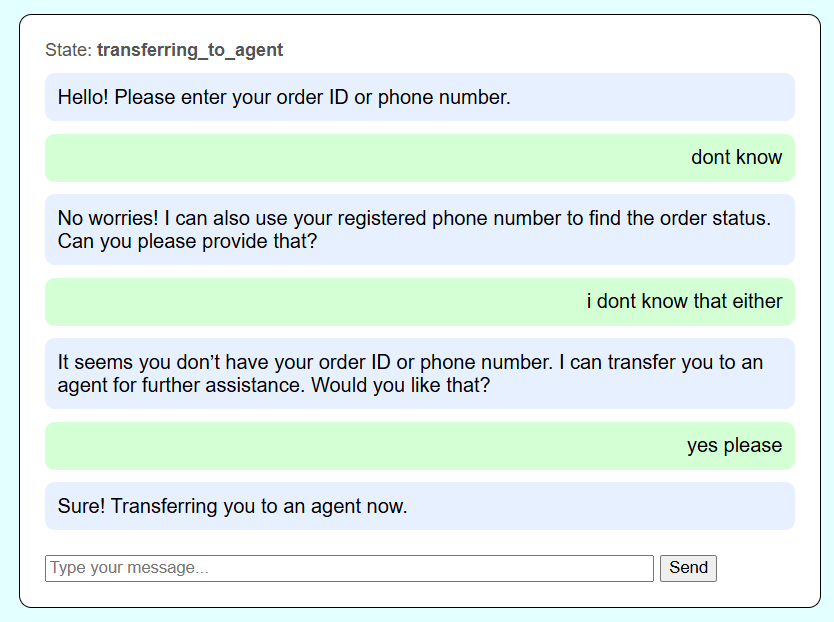 State: transferring_to_agent
Hello! Please enter your order ID or phone number.
dont know
No worries! I can also use your registered phone number to find the order status.
Can you please provide that?
i dont know that either
It seems you don’t have your order ID or phone number. I can transfer you to an
agent for further assistance. Would you like that?
yes please
Sure! Transferring you to an agent now.
Type your message... Send